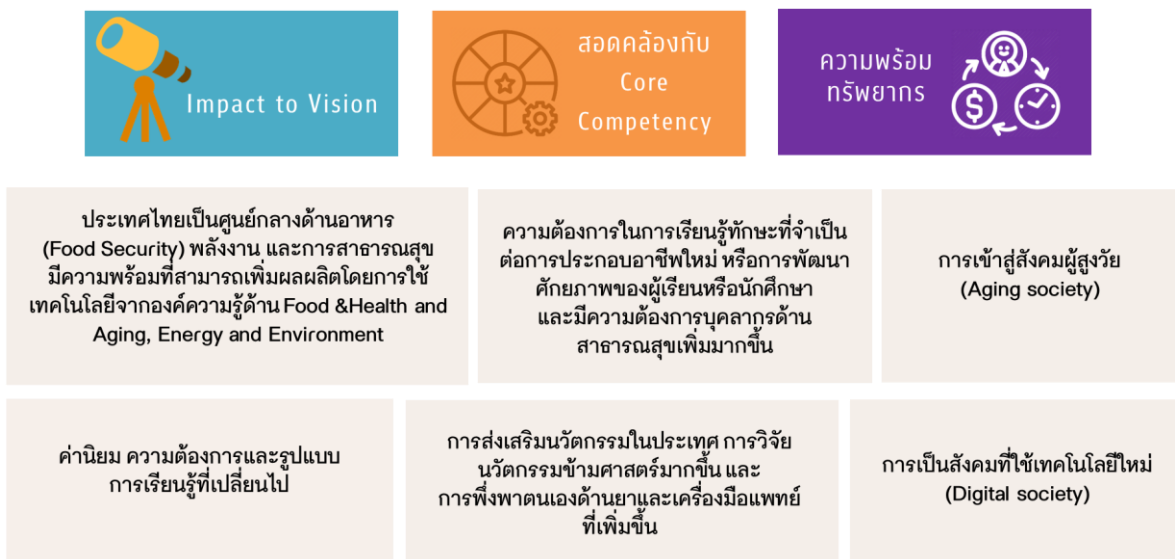 Impact to Vision
สอดคล้องกับ
Core
Competency
ความพร้อม
ทรัพยากร
ประเทศไทยเป็นศูนย์กลางด้านอาหาร
(Food Security) พลังงาน และการสาธารณสุข
มีความพร้อมที่สามารถเพิ่มผลผลิตโดยการใช้
เทคโนโลยีจากองค์ความรู้ด้าน Food &Health and
Aging, Energy and Environment
ความต้องการในการเรียนรู้ทักษะที่จำเป็น
ต่อการประกอบอาชีพใหม่ หรือการพัฒนา
ศักยภาพของผู้เรียนหรือนักศึกษา
และมีความต้องการบุคลากรด้าน
สาธารณสุขเพิ่มมากขึ้น
การเข้าสู่สังคมผู้สูงวัย
(Aging society)
ค่านิยม ความต้องการและรูปแบบ
การเรียนรู้ที่เปลี่ยนไป
การส่งเสริมนวัตกรรมในประเทศ การวิจัย
นวัตกรรมข้ามศาสตร์มากขึ้น และ
การพึ่งพาตนเองด้านยาและเครื่องมือแพทย์
ที่เพิ่มขึ้น
การเป็นสังคมที่ใช้เทคโนโลยีใหม่
(Digital society)